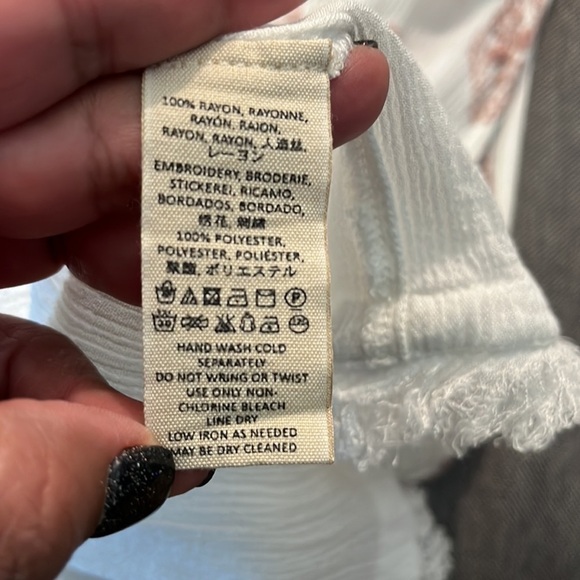 100% RAYON, RAYONNE,
RAYÓN, RAION,
RAYON, RAYON, 人造丝,
レーヨン
EMBROIDERY, BRODERIE,
STICKEREI, RICAMO,
BORDADOS, BORDADO,
绣花, 刺繍
100% POLYESTER,
POLYESTER, POLIÉSTER,
聚酯, ポリエステル
HAND WASH COLD
SEPARATELY
DO NOT WRING OR TWIST
USE ONLY NON-
CHLORINE BLEACH
LINE DRY
LOW IRON AS NEEDED
MAY BE DRY CLEANED